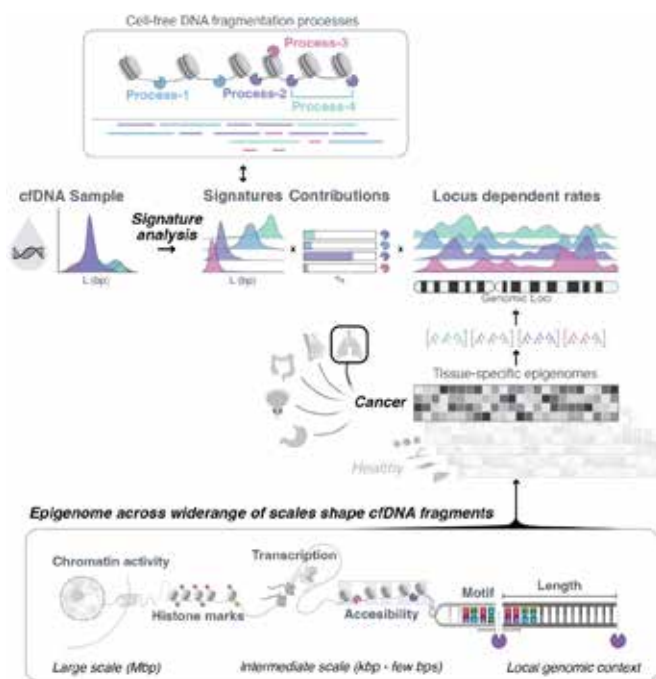 Cell-free DNA fragmentation processes
Process-3
Process-1
Process-2
Process-4
cfDNA Sample
Signatures
Contributions
Locus dependent rates
Signature
analysis
L (bp)
L (bp)
Genomic Loci
Tissue-specific epigenomes
Cancer
Healthy
Epigenome across widerange of scales shape cfDNA fragments
Chromatin activity
Transcription
Histone marks
Accesibility
Motif
Length
Large scale (Mbp)
Intermediate scale (kbp - few bps)
Local genomic context